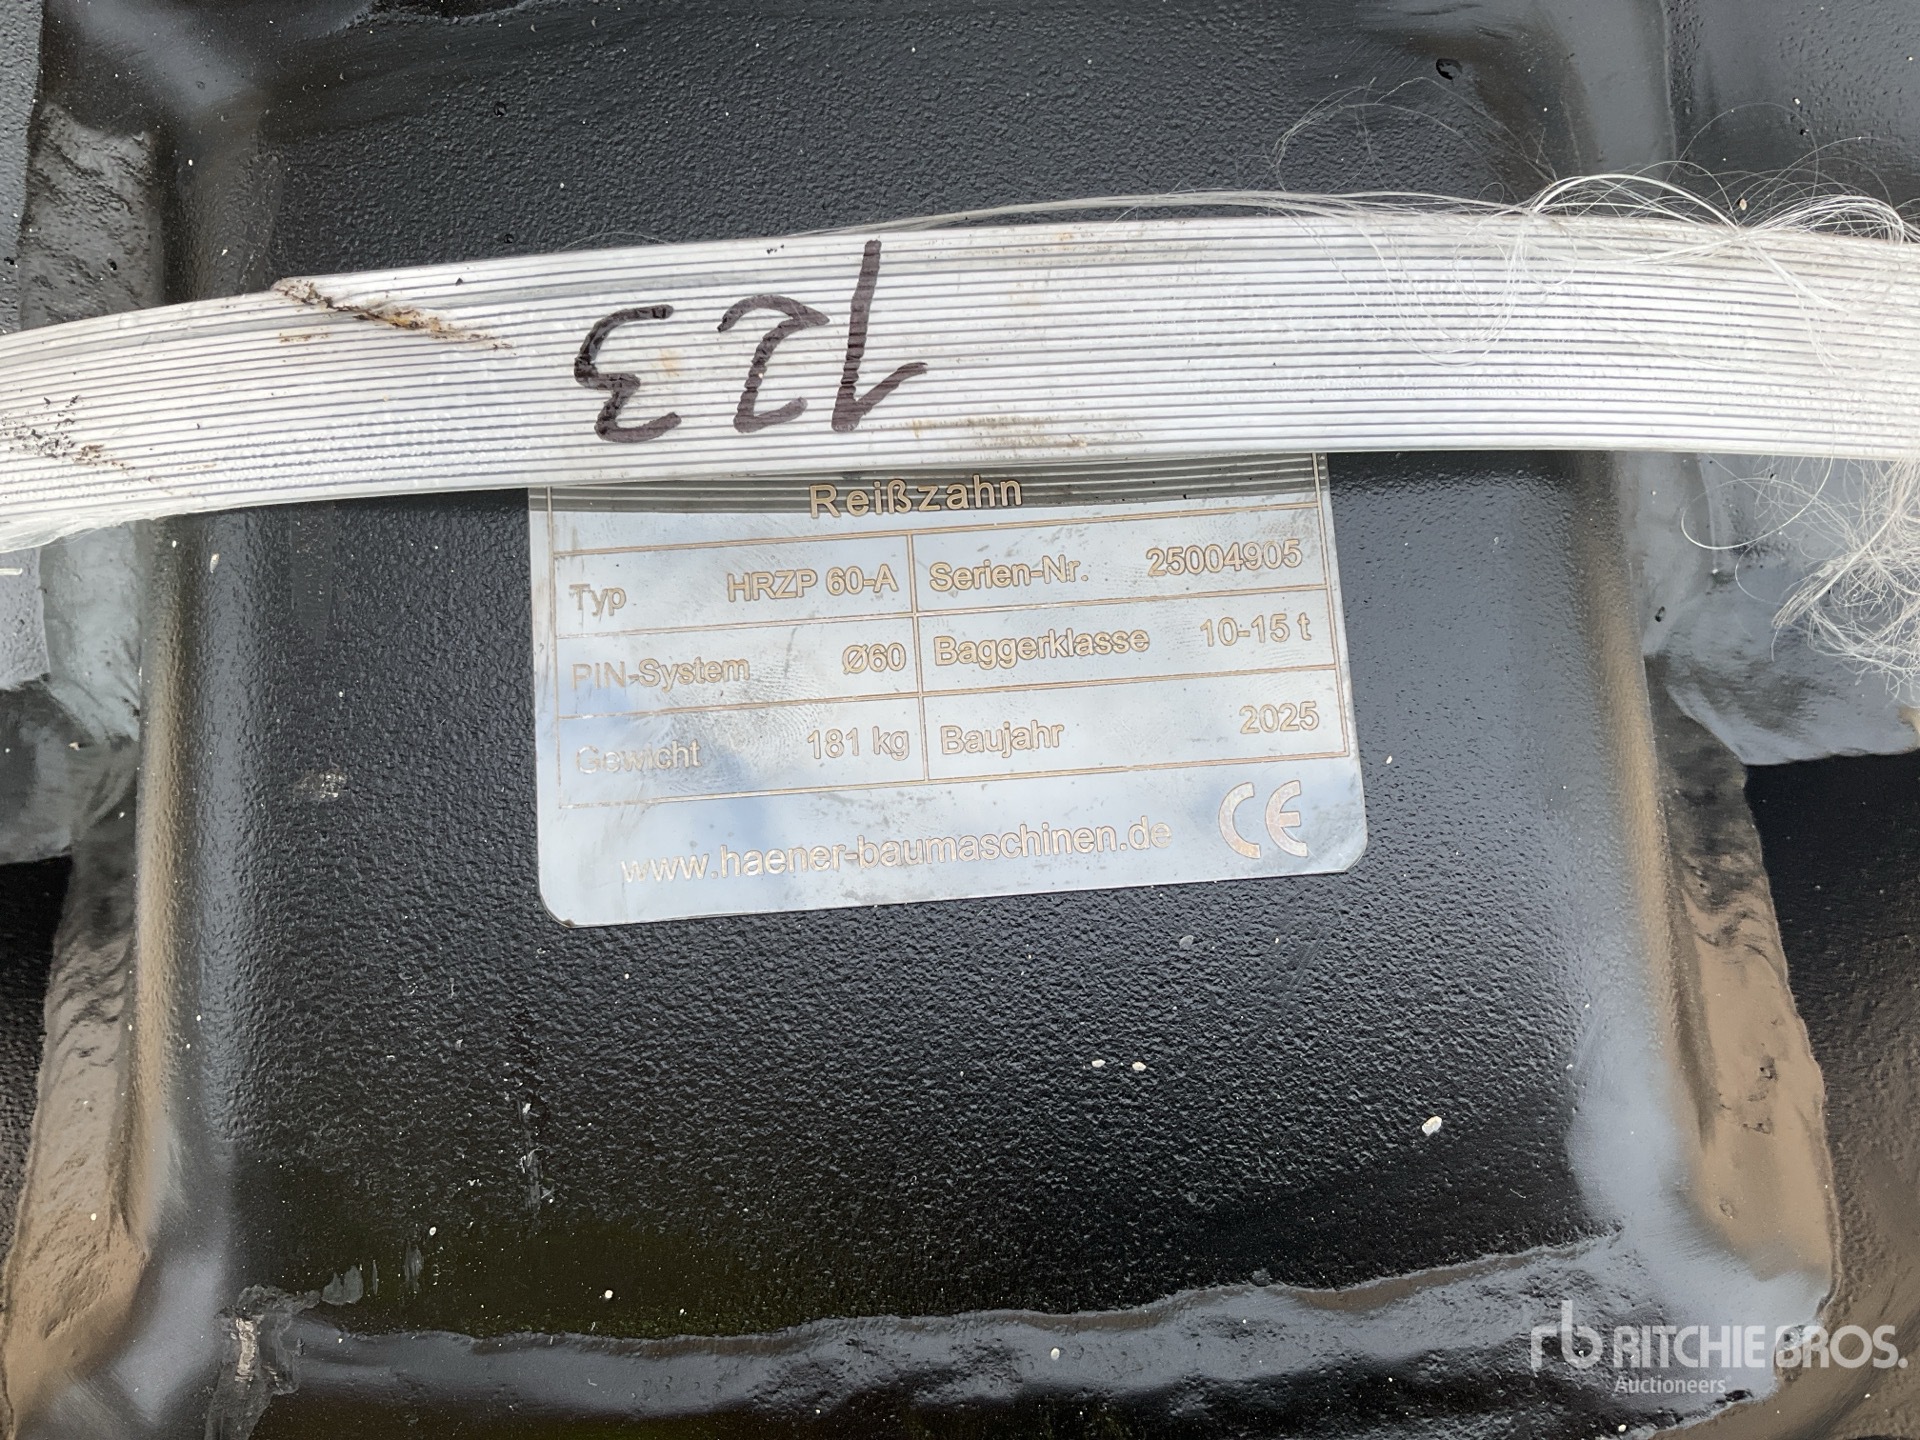 123
Reißzahn
Typ HRZP 60-A Serien-Nr. 25004905
PIN-System Ø60 Baggerklasse 10-15 t
Gewicht 181 kg Baujahr 2025
www.haener-baumaschinen.de CE
rb RITCHIE BROS.
Auctioneers